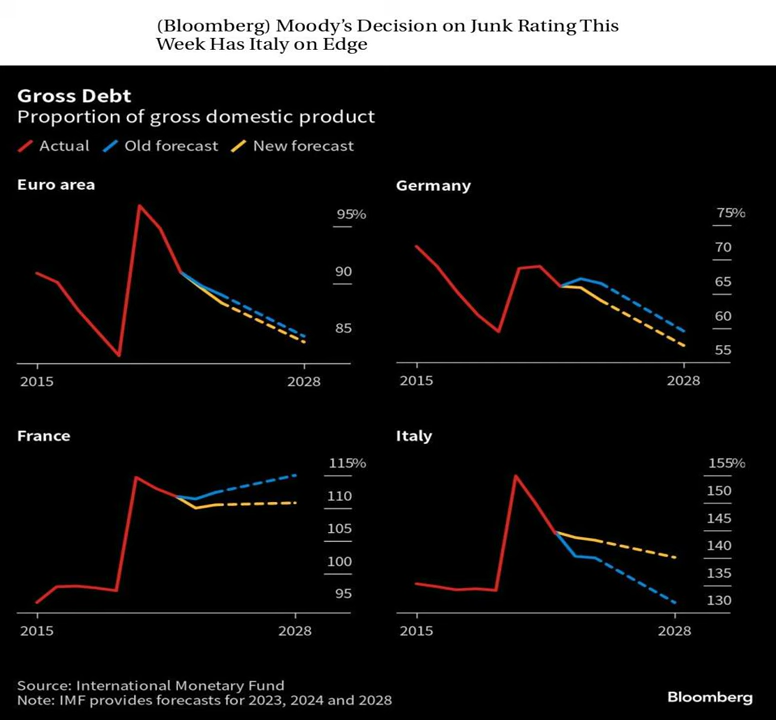 (Bloomberg) Moody's Decision on Junk Rating This
Week Has Italy on Edge
Gross Debt
Proportion of gross domestic product
Actual Old forecast New forecast
Euro area
95%
90
85
2015 2028
Germany
75%
70
65
60
55
2015 2028
France
115%
110
105
100
95
2015 2028
Italy
155%
150
145
140
135
130
2015 2028
Source: International Monetary Fund
Note: IMF provides forecasts for 2023, 2024 and 2028
Bloomberg